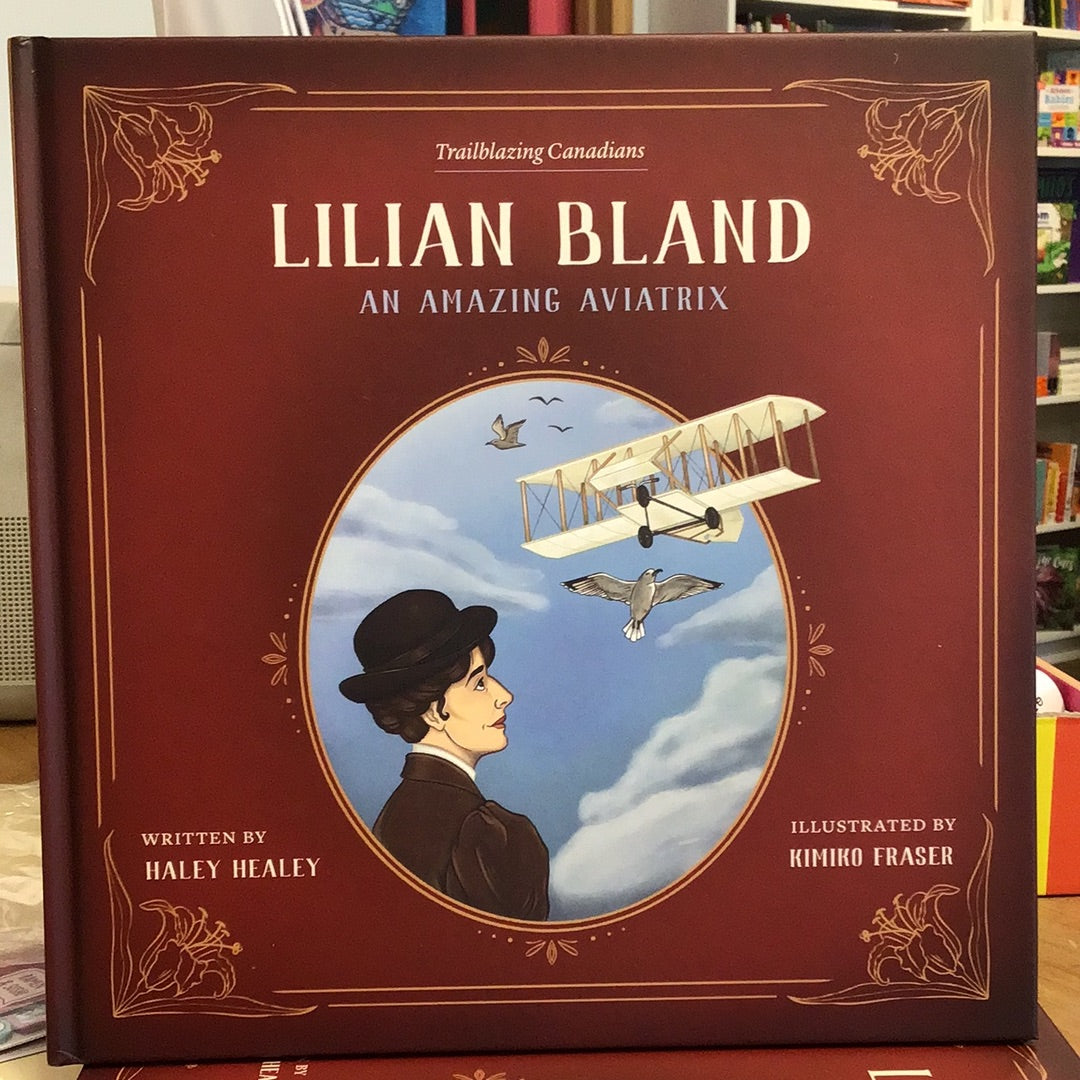 Trailblazing Canadians
LILIAN BLAND
AN AMAZING AVIATRIX
WRITTEN BY
HALEY HEALEY
ILLUSTRATED BY
KIMIKO FRASER